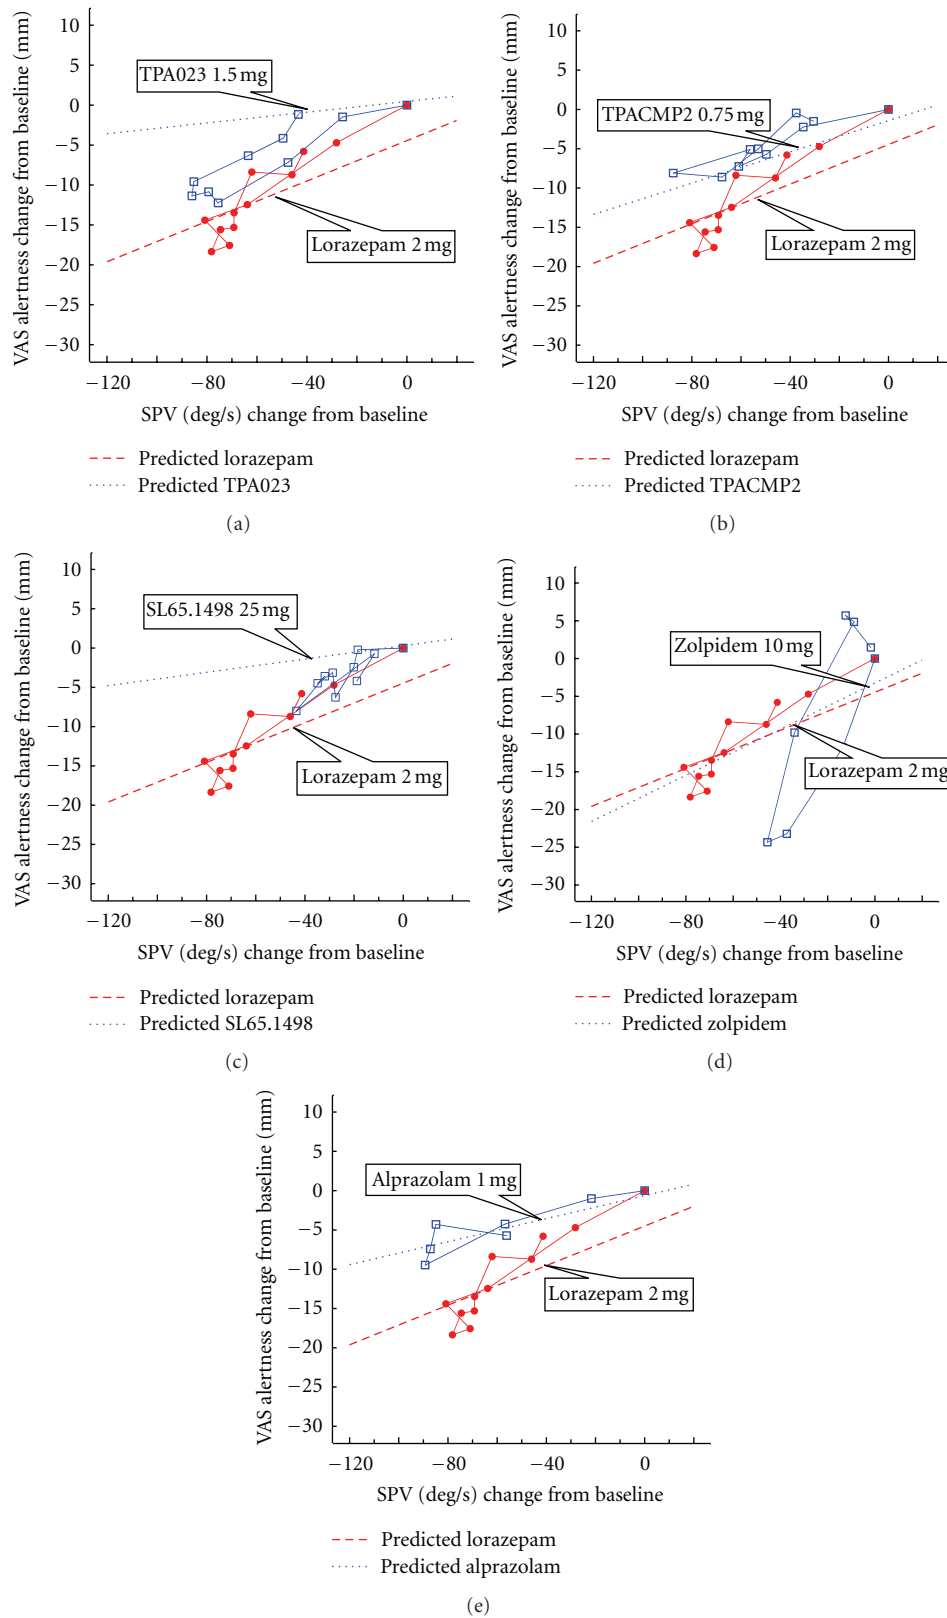 VAS alertness change from baseline (mm)
10
5
0
−5
−10
−15
−20
−25
−30
TPA023 1.5 mg
Lorazepam 2 mg
−120
−80
−40
0
SPV (deg/s) change from baseline
Predicted lorazepam
Predicted TPA023
(a)
VAS alertness change from baseline (mm)
10
5
0
−5
−10
−15
−20
−25
−30
TPACMP2 0.75 mg
Lorazepam 2 mg
−120
−80
−40
0
SPV (deg/s) change from baseline
Predicted lorazepam
Predicted TPACMP2
(b)
VAS alertness change from baseline (mm)
10
5
0
−5
−10
−15
−20
−25
−30
SL65.1498 25 mg
Lorazepam 2 mg
−120
−80
−40
0
SPV (deg/s) change from baseline
Predicted lorazepam
Predicted SL65.1498
(c)
VAS alertness change from baseline (mm)
10
5
0
−5
−10
−15
−20
−25
−30
Zolpidem 10 mg
Lorazepam 2 mg
−120
−80
−40
0
SPV (deg/s) change from baseline
Predicted lorazepam
Predicted zolpidem
(d)
VAS alertness change from baseline (mm)
10
5
0
−5
−10
−15
−20
−25
−30
Alprazolam 1 mg
Lorazepam 2 mg
−120
−80
−40
0
SPV (deg/s) change from baseline
Predicted lorazepam
Predicted alprazolam
(e)